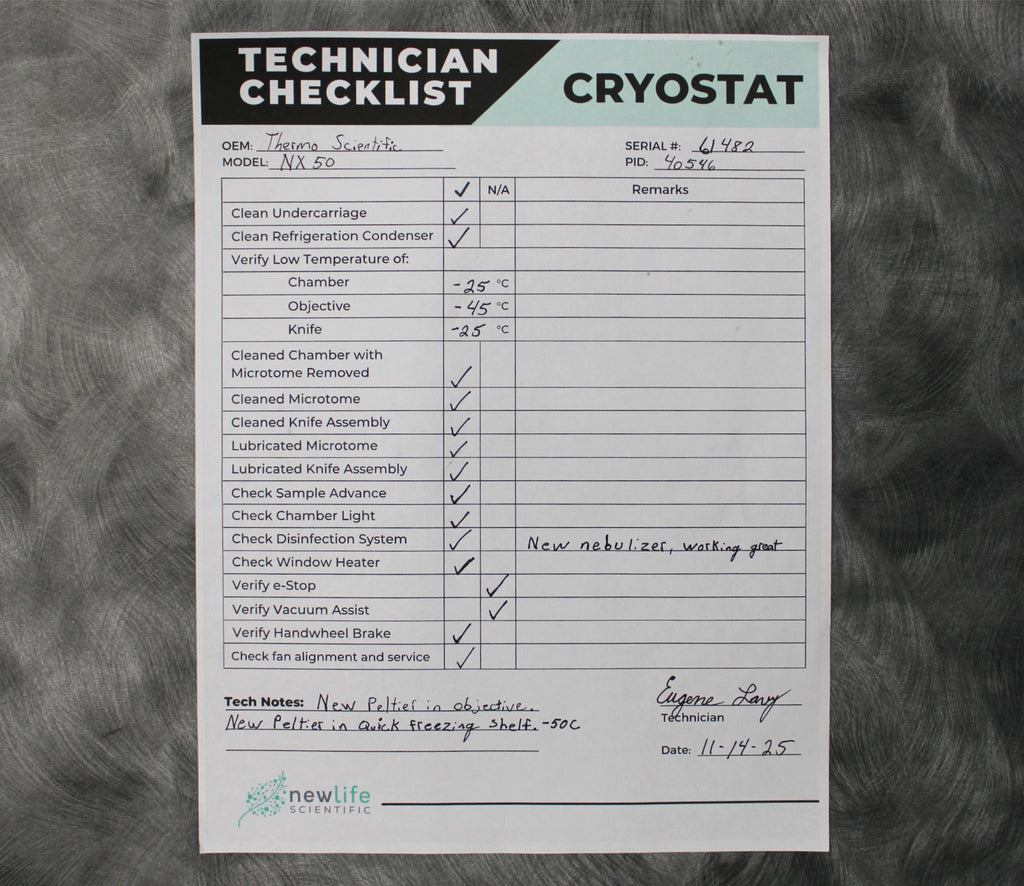 TECHNICIAN
CHECKLIST
CRYOSTAT
OEM: Thermo Scientific
SERIAL #: 61482
MODEL: NX 50
PID: 40546
✓ N/A Remarks
Clean Undercarriage ✓
Clean Refrigeration Condenser ✓
Verify Low Temperature of:
Chamber -25 °C
Objective -45 °C
Knife -25 °C
Cleaned Chamber with
Microtome Removed ✓
Cleaned Microtome ✓
Cleaned Knife Assembly ✓
Lubricated Microtome ✓
Lubricated Knife Assembly ✓
Check Sample Advance ✓
Check Chamber Light ✓
Check Disinfection System ✓ New nebulizer, working great
Check Window Heater ✓
Verify e-Stop ✓
Verify Vacuum Assist ✓
Verify Handwheel Brake ✓
Check fan alignment and service ✓
Tech Notes: New Peltier in objective.
New Peltier in Quick freezing shelf. -50C
Eugene Lavy
Technician
Date: 11-14-25
newlife
SCIENTIFIC